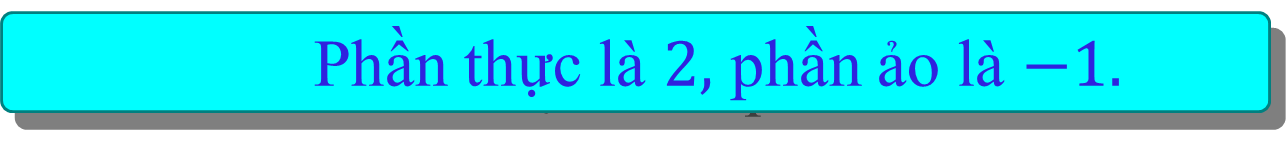 Phần thực là 2, phần ảo là −1.